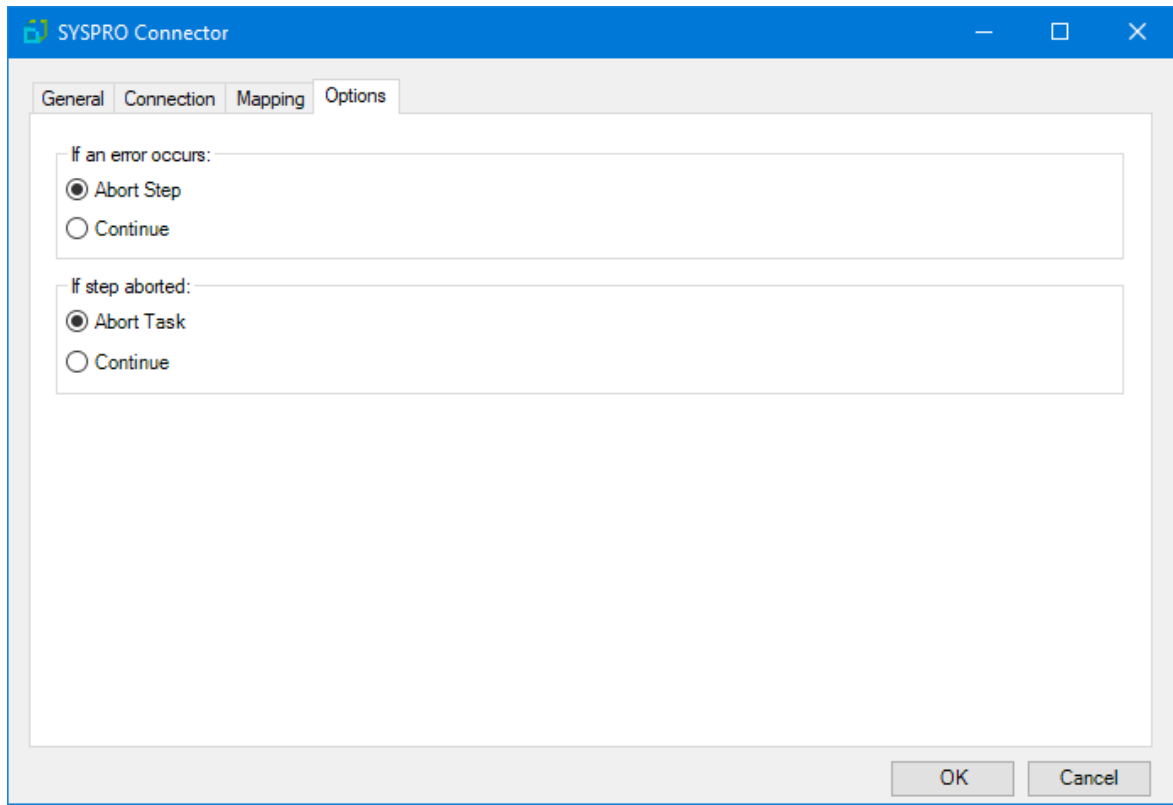 SYSPRO Connector
General Connection Mapping Options
If an error occurs:
Abort Step
Continue
If step aborted:
Abort Task
Continue
OK Cancel